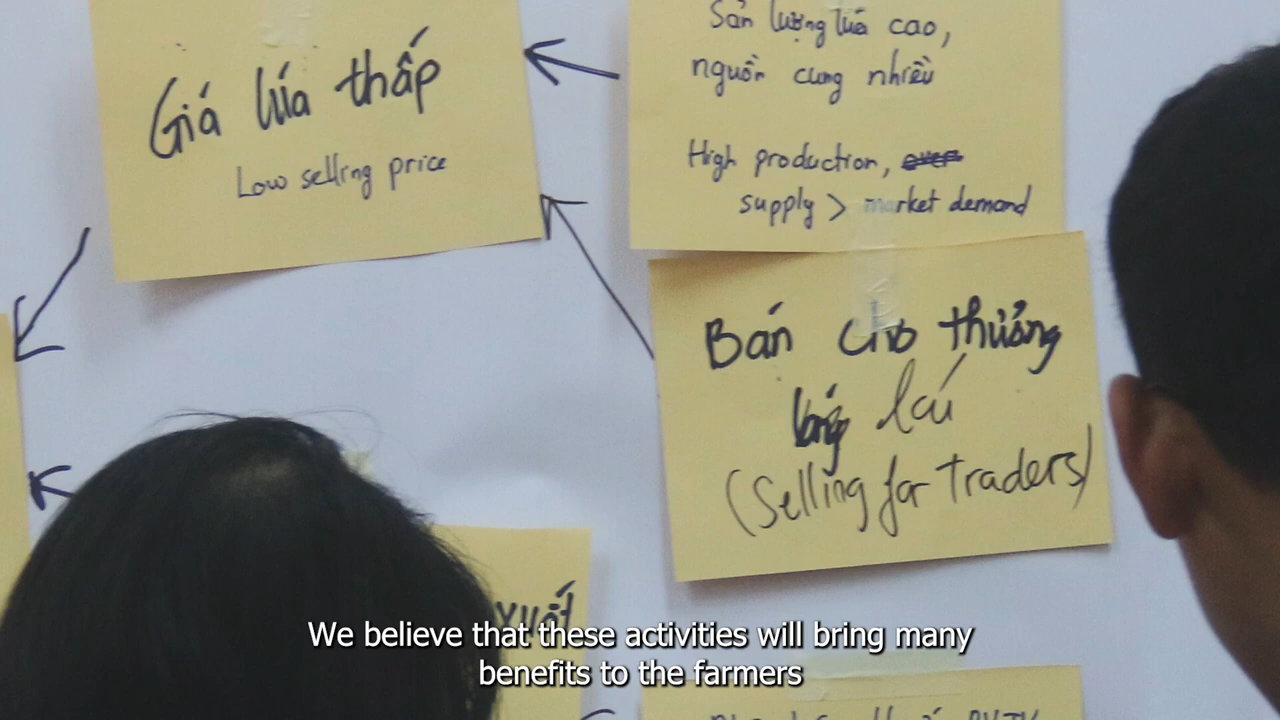 Giá lúa thấp
Low selling price
Sản lượng lúa cao,
nguồn cung nhiều
High production,
supply > market demand
Bán cho thương
lái
(Selling for traders)
xuất
We believe that these activities will bring many
benefits to the farmers